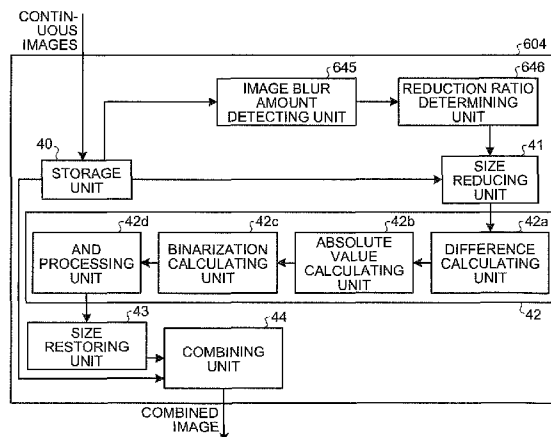 CONTIN-
UOUS
IMAGES
604
645
646
IMAGE BLUR
AMOUNT
DETECTING UNIT
REDUCTION RATIO
DETERMINING
UNIT
40
41
STORAGE
UNIT
SIZE
REDUCING
UNIT
42d
42c
42b
42a
AND
PROCESSING
UNIT
BINARIZATION
CALCULATING
UNIT
ABSOLUTE
VALUE
CALCULATING
UNIT
DIFFERENCE
CALCULATING
UNIT
43
44
42
SIZE
RESTORING
UNIT
COMBINING
UNIT
COMBINED
IMAGE